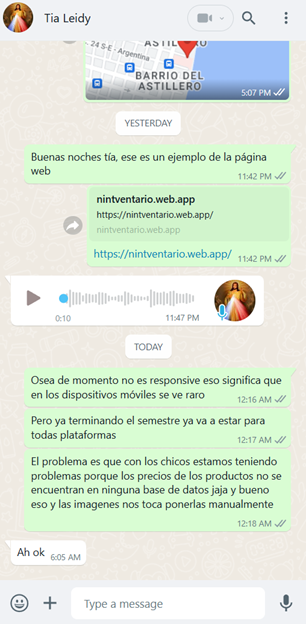 Tia Leidy
24 S-E - Argentina
ASTILL
BARRIO DEL
ASTILLERO
5:07 PM
YESTERDAY
Buenas noches tía, ese es un ejemplo de la página
web
11:42 PM
nintventario.web.app
https://nintventario.web.app/
nintventario.web.app
https://nintventario.web.app/
11:42 PM
0:10
11:47 PM
TODAY
Osea de momento no es responsive eso significa que
en los dispositivos móviles se ve raro
12:16 AM
Pero ya terminando el semestre ya va a estar para
todas plataformas
12:17 AM
El problema es que con los chicos estamos teniendo
problemas porque los precios de los productos no se
encuentran en ninguna base de datos jaja y bueno
eso y las imagenes nos toca ponerlas manualmente
12:18 AM
Ah ok 6:05 AM
Type a message